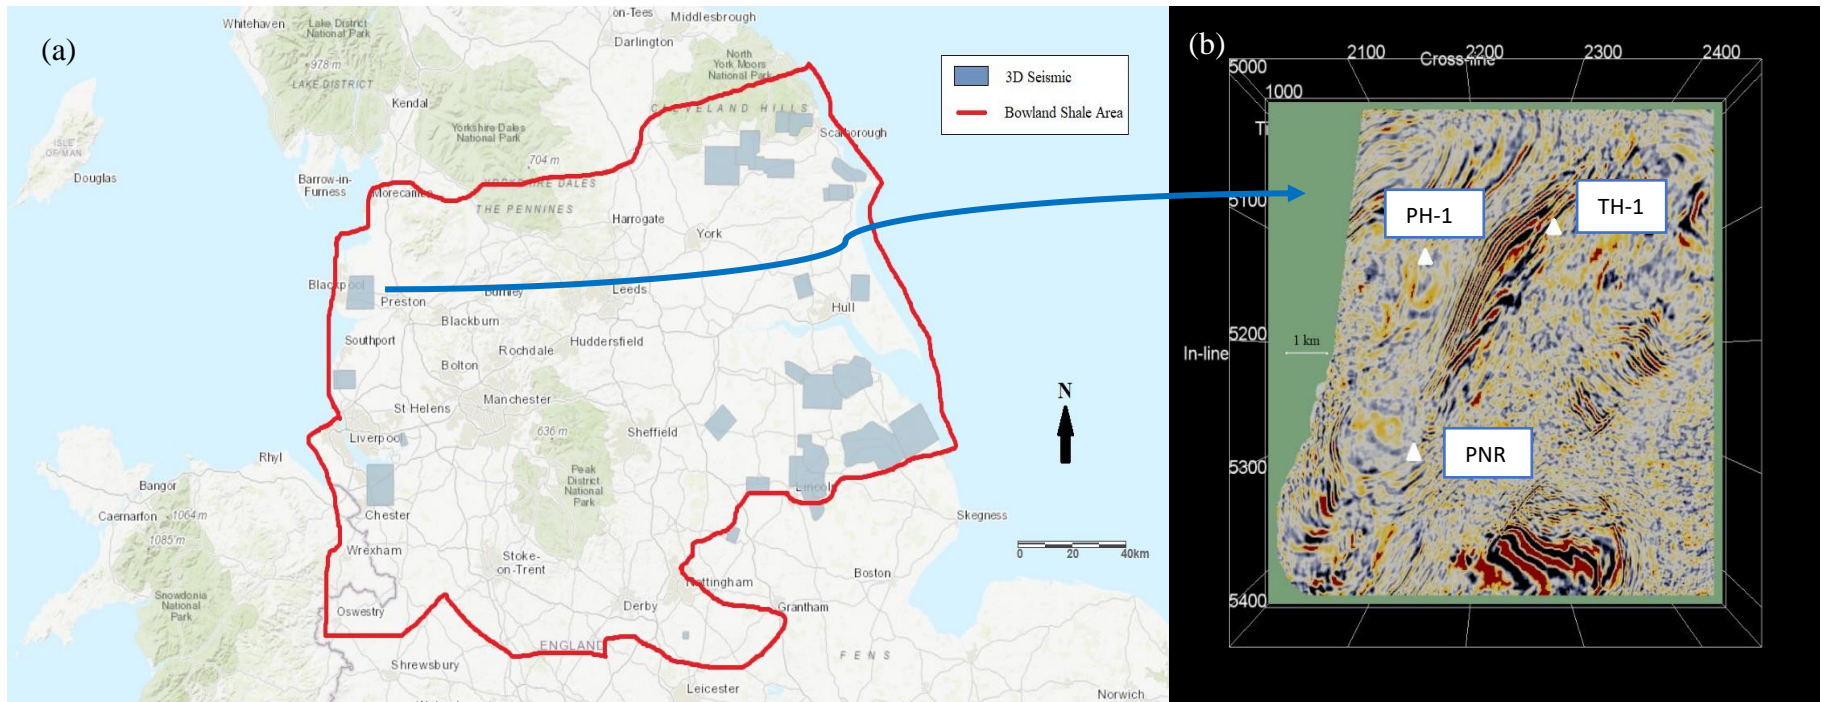 (a)
Whitehaven
Lake District
National Park
978 m
LAKE DISTRICT
Kendal
on-Tees
Middlesbrough
Darlington
North
York Moors
National Park
CLEVELAND HILLS
Scarborough
3D Seismic
Bowland Shale Area
ISLE
OF MAN
Douglas
Barrow-in-
Furness
Morecam
Yorkshire Dales
National Park
704 m
YORKSHIRE DALES
THE PENNINES
Harrogate
York
Blackpool
Preston
Burnley
Leeds
Hull
Blackburn
Southport
Rochdale
Huddersfield
Bolton
Manchester
St Helens
Liverpool
636 m
Sheffield
N
Rhyl
Bangor
Peak
District
National
Park
Lincoln
Skegness
Caernarfon
1064 m
1085 m
Chester
Wrexham
Stoke-
on-Trent
0
20
40km
Snowdonia
National
Park
Oswestry
Nottingham
Boston
Derby
Grantham
ENGLAND
FENS
Shrewsbury
Leicester
Norwich
(b)
2100
2200
2300
2400
Cross-line
5000
1000
5100
5200
In-line
5300
5400
PH-1
TH-1
1 km
PNR